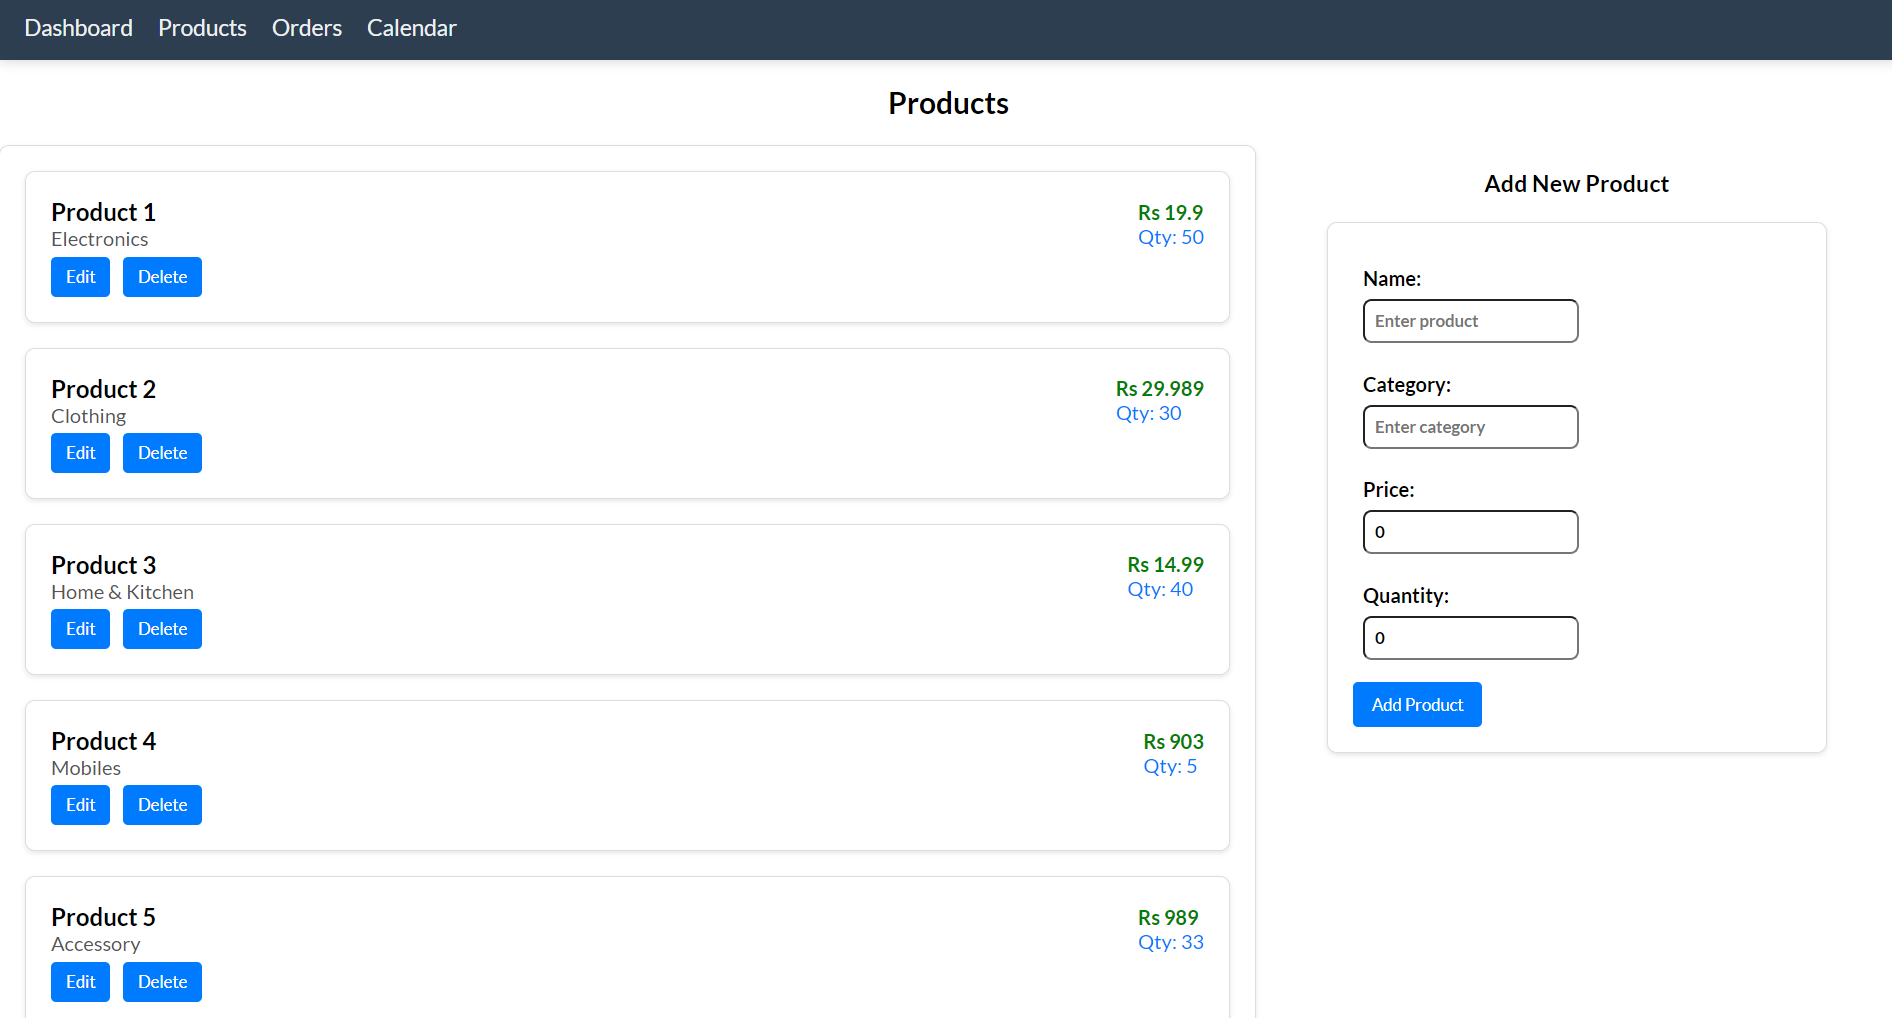 Dashboard Products Orders Calendar
Products
Product 1
Electronics
Rs 19.9
Qty: 50
Edit Delete
Product 2
Clothing
Rs 29.989
Qty: 30
Edit Delete
Product 3
Home & Kitchen
Rs 14.99
Qty: 40
Edit Delete
Product 4
Mobiles
Rs 903
Qty: 5
Edit Delete
Product 5
Accessory
Rs 989
Qty: 33
Edit Delete
Add New Product
Name:
Enter product
Category:
Enter category
Price:
0
Quantity:
0
Add Product